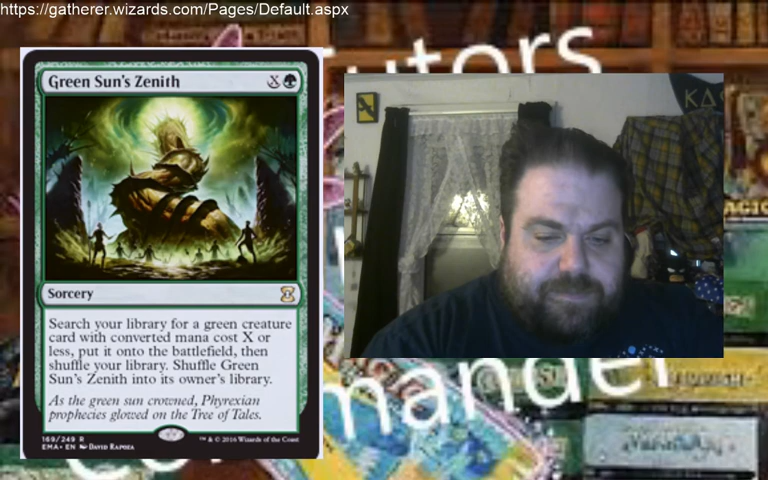 https://gatherer.wizards.com/Pages/Default.aspx
Tutors
Green Sun's Zenith X
KΔ
AGIC
Sorcery
Search your library for a green creature
card with converted mana cost X or
less, put it onto the battlefield, then
shuffle your library. Shuffle Green
Sun's Zenith into its owner's library.
As the green sun crowned, Phyrexian
prophecies glowed on the Tree of Tales.
169/249 R
EMA • EN David Rapoza
™ & © 2016 Wizards of the Coast
mander